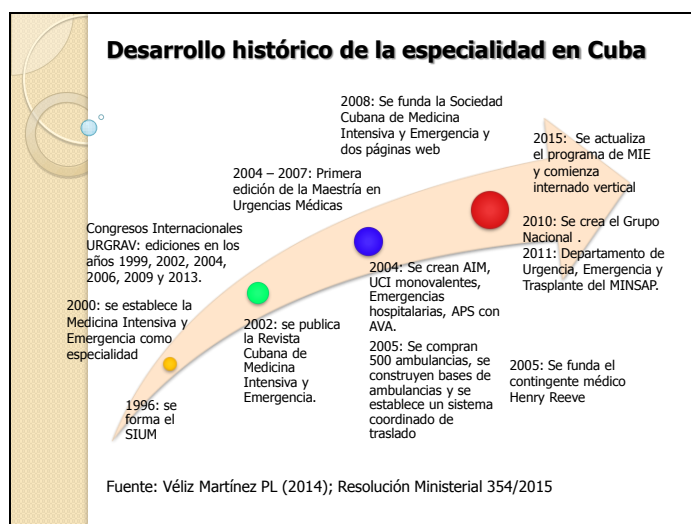 Desarrollo histórico de la especialidad en Cuba
2008: Se funda la Sociedad
Cubana de Medicina
Intensiva y Emergencia y
dos páginas web
2015:  Se actualiza
el programa de MIE
y comienza
internado vertical
2004 – 2007: Primera
edición de la Maestría en
Urgencias Médicas
Congresos Internacionales
URGRAV: ediciones en los
años 1999, 2002, 2004,
2006, 2009 y 2013.
2010: Se crea el Grupo
Nacional .
2011: Departamento de
Urgencia, Emergencia y
Trasplante del MINSAP.
2004: Se crean AIM,
UCI monovalentes,
Emergencias
hospitalarias, APS con
AVA.
2005: Se compran
500 ambulancias, se
construyen bases de
ambulancias y se
establece un sistema
coordinado de
traslado
2000: se establece la
Medicina Intensiva y
Emergencia como
especialidad
2002: se publica
la Revista
Cubana de
Medicina
Intensiva y
Emergencia.
2005: Se funda el
contingente médico
Henry Reeve
1996: se
forma el
SIUM
Fuente: Véliz Martínez PL (2014); Resolución Ministerial 354/2015